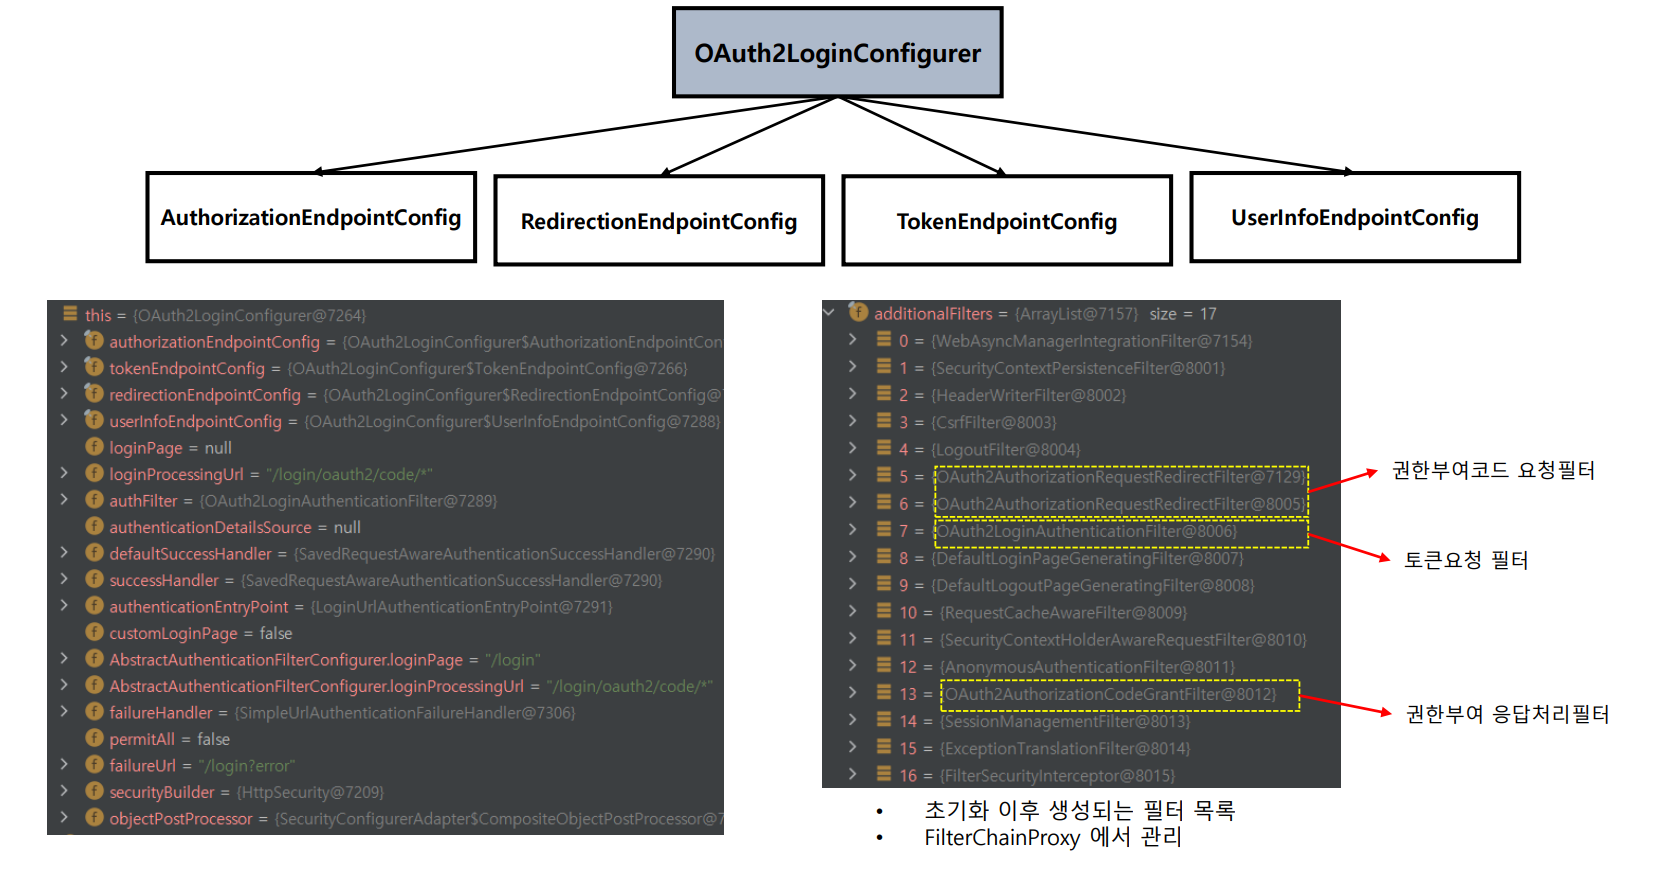 OAuth2LoginConfigurer
AuthorizationEndpointConfig
RedirectionEndpointConfig
TokenEndpointConfig
UserInfoEndpointConfig
this = {OAuth2LoginConfigurer@7264}
authorizationEndpointConfig = {OAuth2LoginConfigurer$AuthorizationEndpointCon
tokenEndpointConfig = {OAuth2LoginConfigurer$TokenEndpointConfig@7266}
redirectionEndpointConfig = {OAuth2LoginConfigurer$RedirectionEndpointConfig@7
userInfoEndpointConfig = {OAuth2LoginConfigurer$UserInfoEndpointConfig@7288}
loginPage = null
loginProcessingUrl = "/login/oauth2/code/*"
authFilter = {OAuth2LoginAuthenticationFilter@7289}
authenticationDetailsSource = null
defaultSuccessHandler = {SavedRequestAwareAuthenticationSuccessHandler@7290}
successHandler = {SavedRequestAwareAuthenticationSuccessHandler@7290}
authenticationEntryPoint = {LoginUrlAuthenticationEntryPoint@7291}
customLoginPage = false
AbstractAuthenticationFilterConfigurer.loginPage = "/login"
AbstractAuthenticationFilterConfigurer.loginProcessingUrl = "/login/oauth2/code/*"
failureHandler = {SimpleUrlAuthenticationFailureHandler@7306}
permitAll = false
failureUrl = "/login?error"
securityBuilder = {HttpSecurity@7209}
objectPostProcessor = {SecurityConfigurerAdapter$CompositeObjectPostProcessor@7
additionalFilters = {ArrayList@7157} size = 17
0 = {WebAsyncManagerIntegrationFilter@7154}
1 = {SecurityContextPersistenceFilter@8001}
2 = {HeaderWriterFilter@8002}
3 = {CsrfFilter@8003}
4 = {LogoutFilter@8004}
5 = {OAuth2AuthorizationRequestRedirectFilter@7129}
6 = {OAuth2AuthorizationRequestRedirectFilter@8005}
7 = {OAuth2LoginAuthenticationFilter@8006}
8 = {DefaultLoginPageGeneratingFilter@8007}
9 = {DefaultLogoutPageGeneratingFilter@8008}
10 = {RequestCacheAwareFilter@8009}
11 = {SecurityContextHolderAwareRequestFilter@8010}
12 = {AnonymousAuthenticationFilter@8011}
13 = {OAuth2AuthorizationCodeGrantFilter@8012}
14 = {SessionManagementFilter@8013}
15 = {ExceptionTranslationFilter@8014}
16 = {FilterSecurityInterceptor@8015}
권한부여코드 요청필터
토큰요청 필터
권한부여 응답처리필터
• 초기화 이후 생성되는 필터 목록
• FilterChainProxy 에서 관리